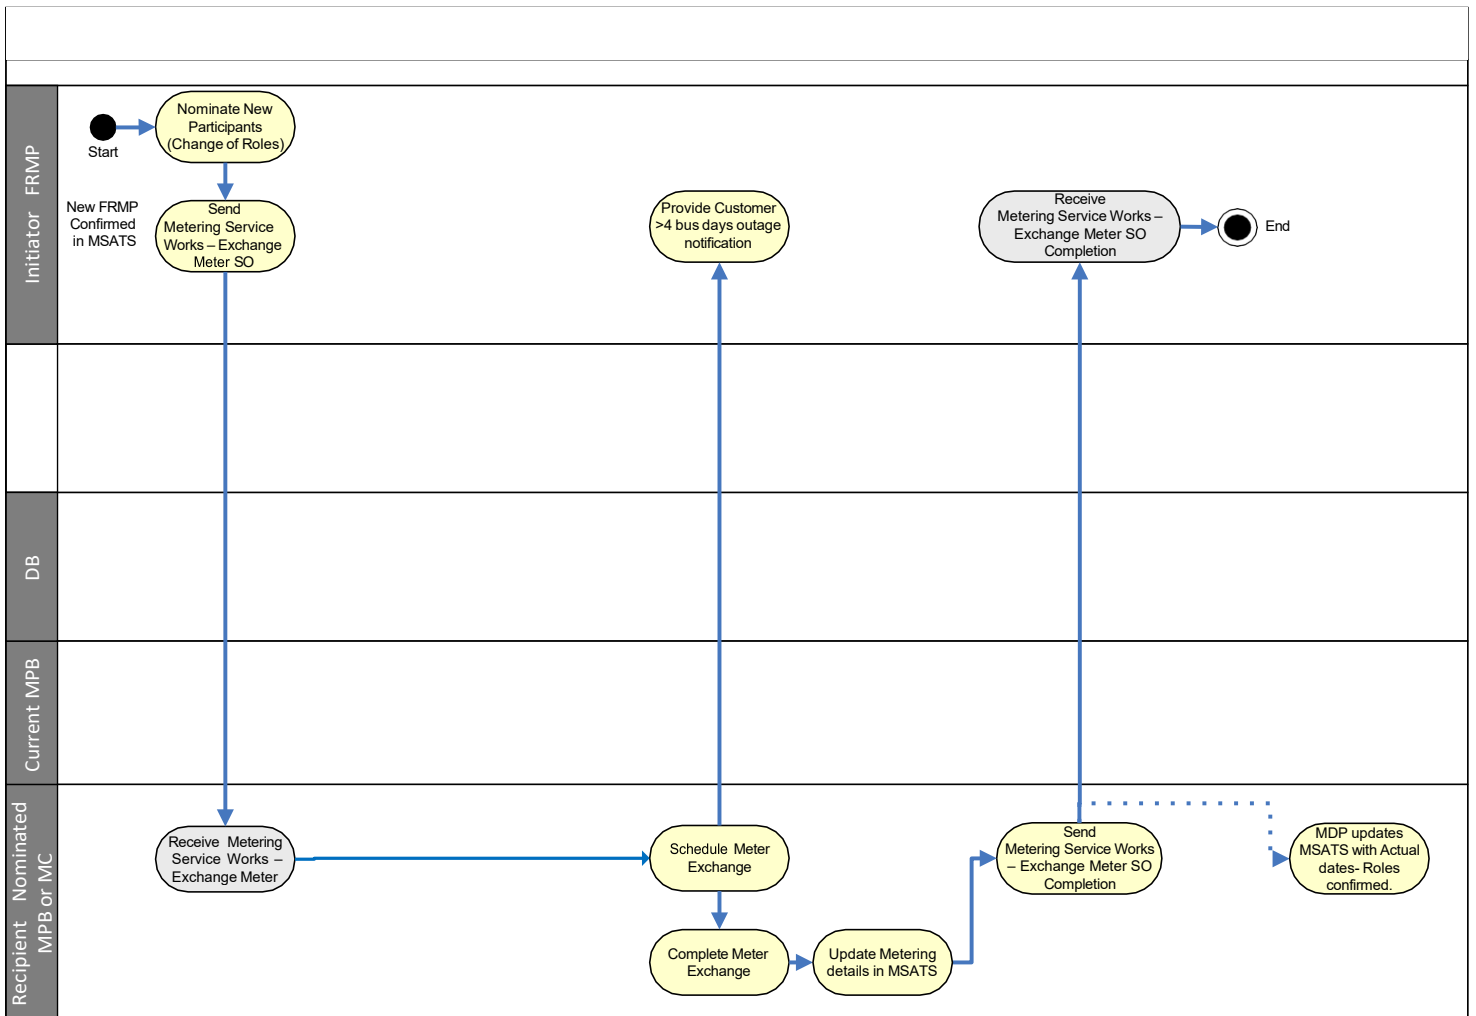 Initiator FRMP
Start
Nominate New
Participants
(Change of Roles)
New FRMP
Confirmed
in MSATS
Send
Metering Service
Works – Exchange
Meter SO
Provide Customer
>4 bus days outage
notification
Receive
Metering Service Works –
Exchange Meter SO
Completion
End
DB
Current MPB
Recipient Nominated
MPB or MC
Receive Metering
Service Works –
Exchange Meter
Schedule Meter
Exchange
Send
Metering Service Works
– Exchange Meter SO
Completion
MDP updates
MSATS with Actual
dates- Roles
confirmed.
Complete Meter
Exchange
Update Metering
details in MSATS